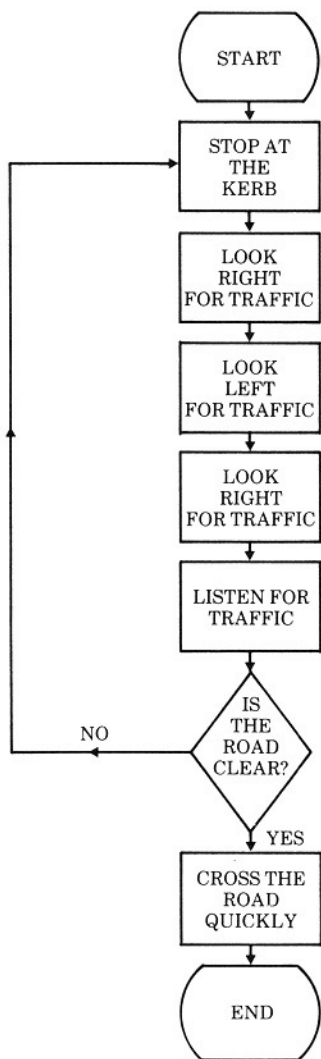 START
STOP AT
THE
KERB
LOOK
RIGHT
FOR TRAFFIC
LOOK
LEFT
FOR TRAFFIC
LOOK
RIGHT
FOR TRAFFIC
LISTEN FOR
TRAFFIC
IS
THE
ROAD
CLEAR?
NO
YES
CROSS THE
ROAD
QUICKLY
END